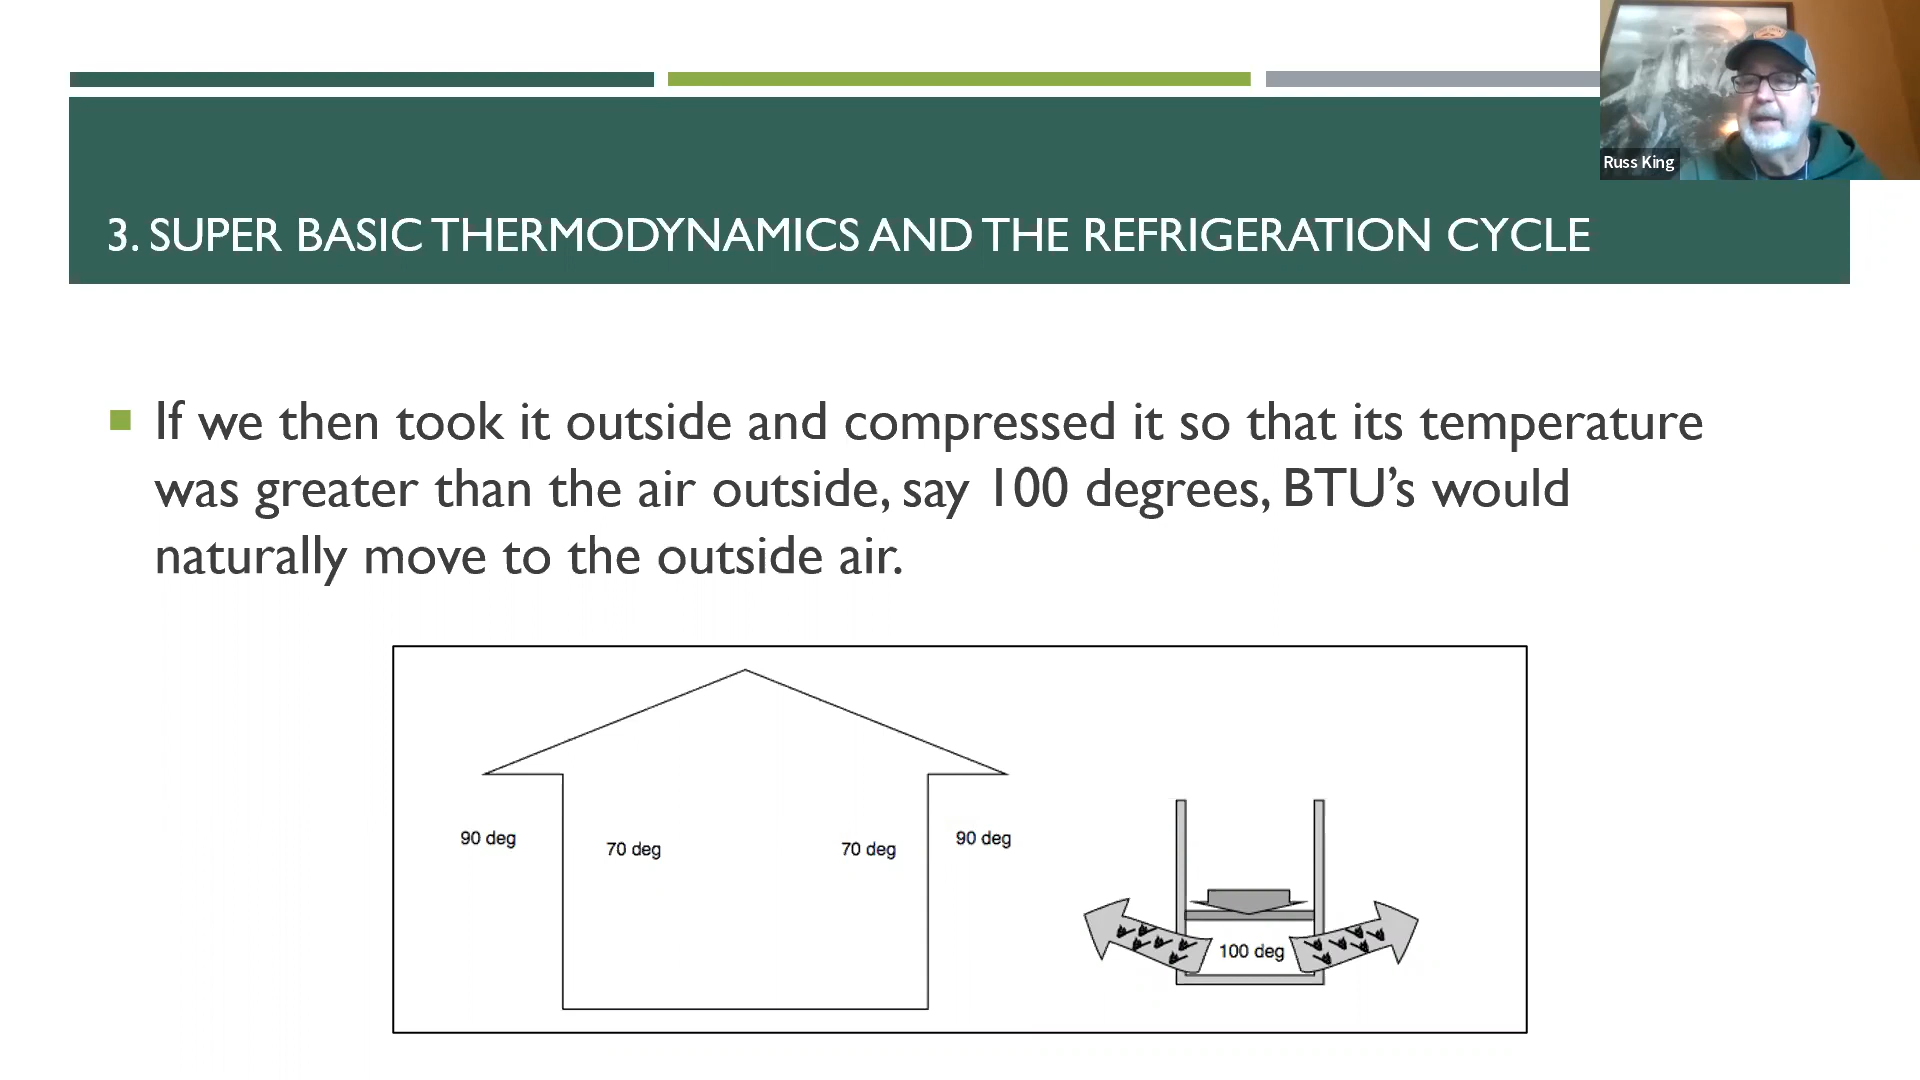 Russ King
3. SUPER BASIC THERMODYNAMICS AND THE REFRIGERATION CYCLE
If we then took it outside and compressed it so that its temperature
was greater than the air outside, say 100 degrees, BTU’s would
naturally move to the outside air.
90 deg
70 deg
70 deg
90 deg
100 deg